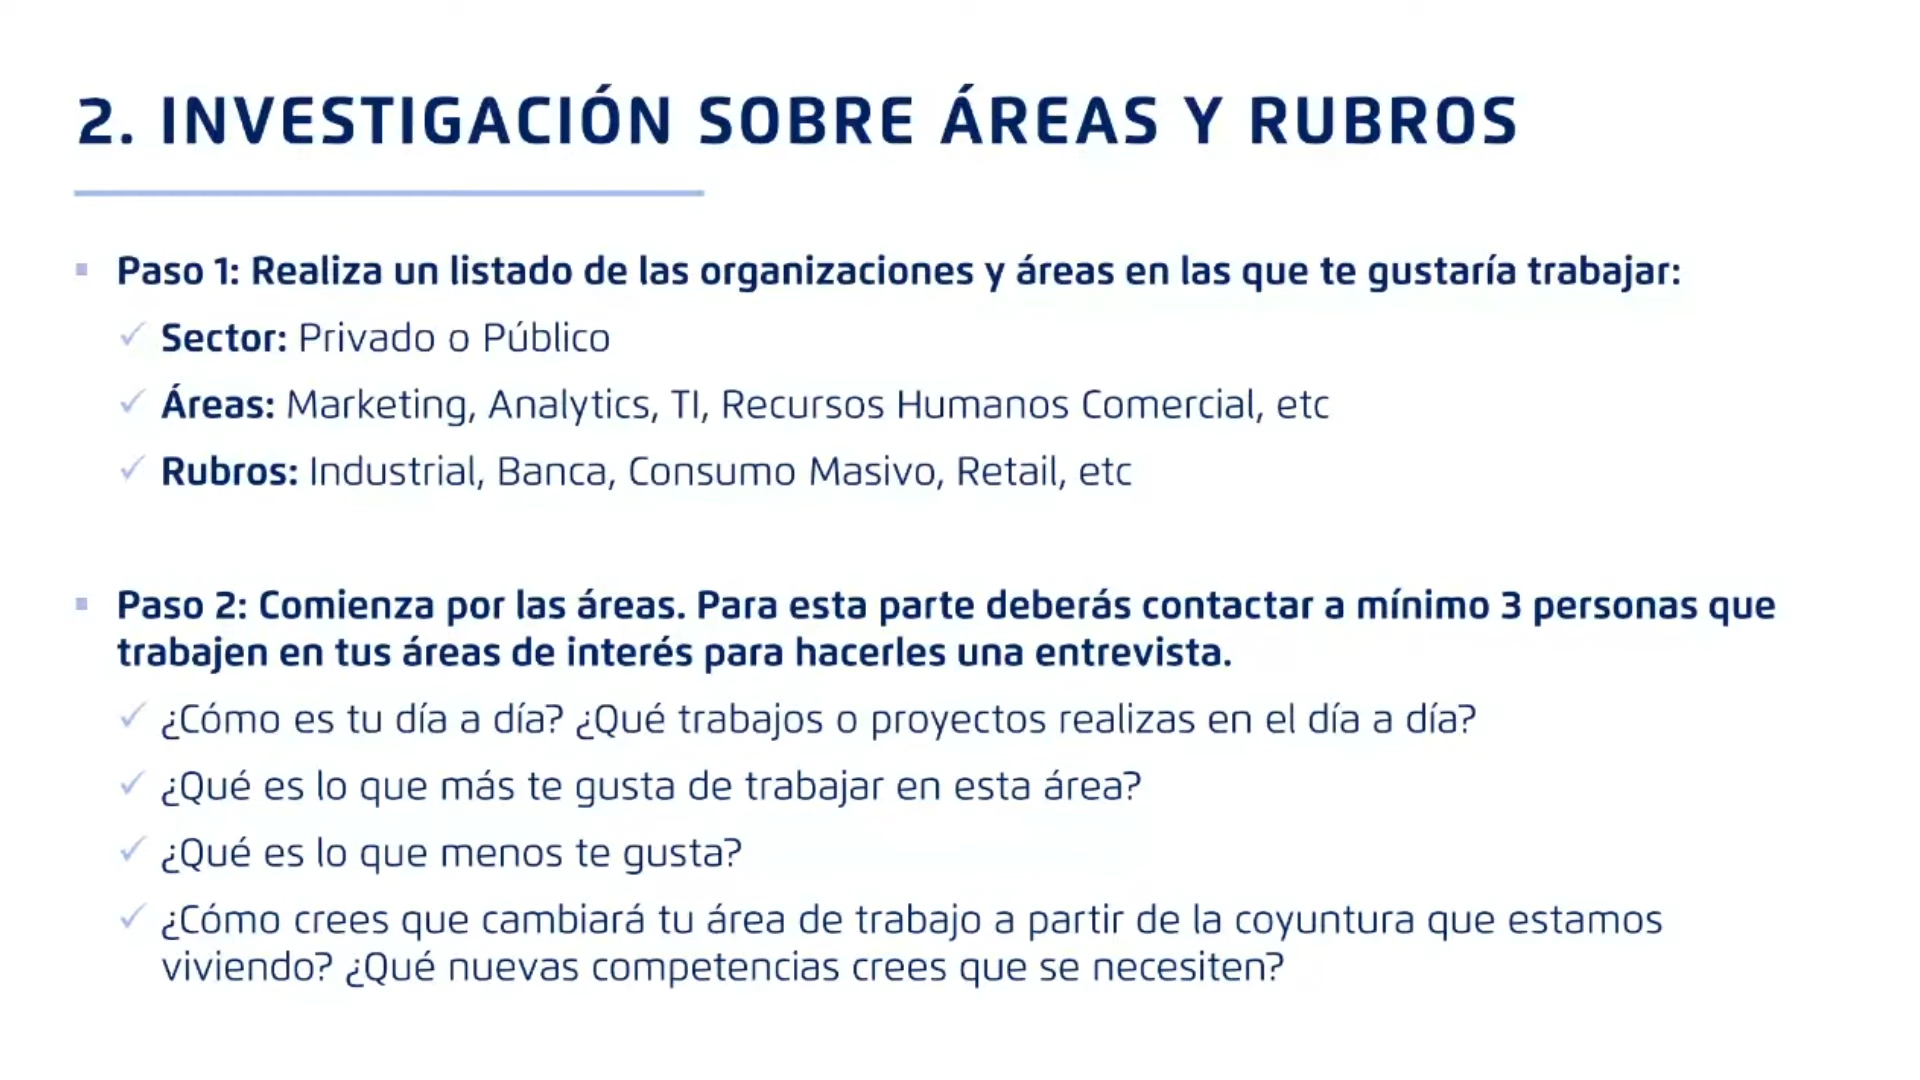 2. INVESTIGACIÓN SOBRE ÁREAS Y RUBROS
Paso 1: Realiza un listado de las organizaciones y áreas en las que te gustaría trabajar:
Sector: Privado o Público
Áreas: Marketing, Analytics, TI, Recursos Humanos Comercial, etc
Rubros: Industrial, Banca, Consumo Masivo, Retail, etc
Paso 2: Comienza por las áreas. Para esta parte deberás contactar a mínimo 3 personas que
trabajen en tus áreas de interés para hacerles una entrevista.
¿Cómo es tu día a día? ¿Qué trabajos o proyectos realizas en el día a día?
¿Qué es lo que más te gusta de trabajar en esta área?
¿Qué es lo que menos te gusta?
¿Cómo crees que cambiará tu área de trabajo a partir de la coyuntura que estamos
viviendo? ¿Qué nuevas competencias crees que se necesiten?